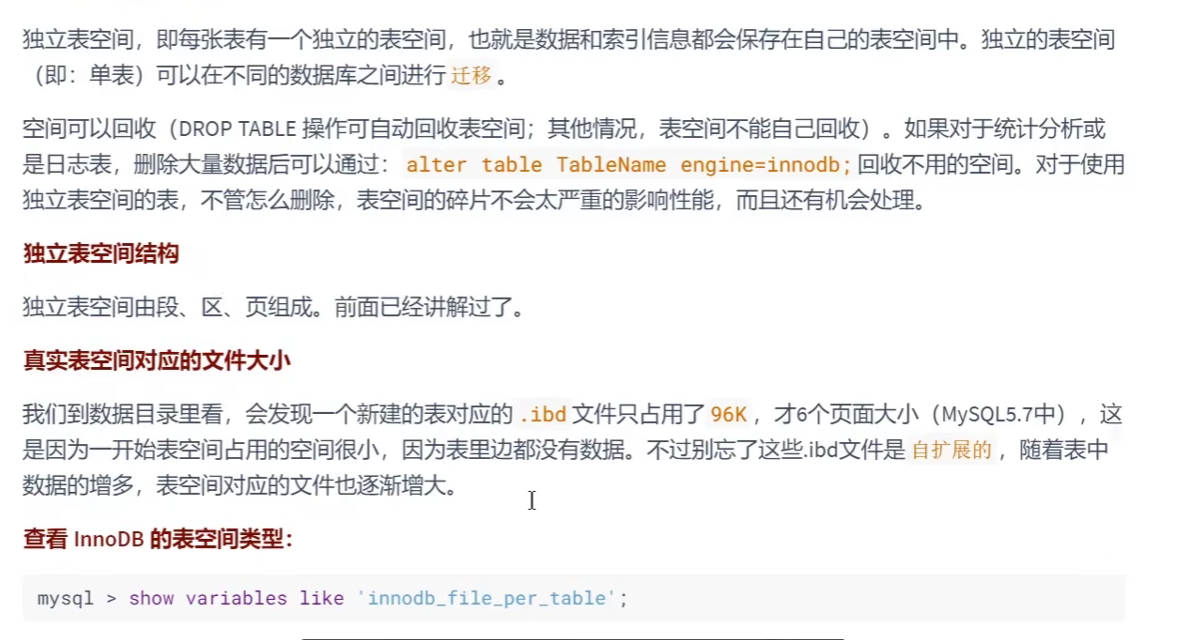 独立表空间，即每张表有一个独立的表空间，也就是数据和索引信息都会保存在自己的表空间中。独立的表空间
（即：单表）可以在不同的数据库之间进行 迁移 。
空间可以回收（DROP TABLE 操作可自动回收表空间；其他情况，表空间不能自己回收）。如果对于统计分析或
是日志表，删除大量数据后可以通过： alter table TableName engine=innodb; 回收不用的空间。对于使用
独立表空间的表，不管怎么删除，表空间的碎片不会太严重的影响性能，而且还有机会处理。
独立表空间结构
独立表空间由段、区、页组成。前面已经讲解过了。
真实表空间对应的文件大小
我们到数据目录里看，会发现一个新建的表对应的 .ibd 文件只占用了 96K ，才6个页面大小（MySQL5.7中），这
是因为一开始表空间占用的空间很小，因为表里边都没有数据。不过别忘了这些.ibd文件是 自扩展的 ，随着表中
数据的增多，表空间对应的文件也逐渐增大。
查看 InnoDB 的表空间类型：
mysql > show variables like 'innodb_file_per_table';